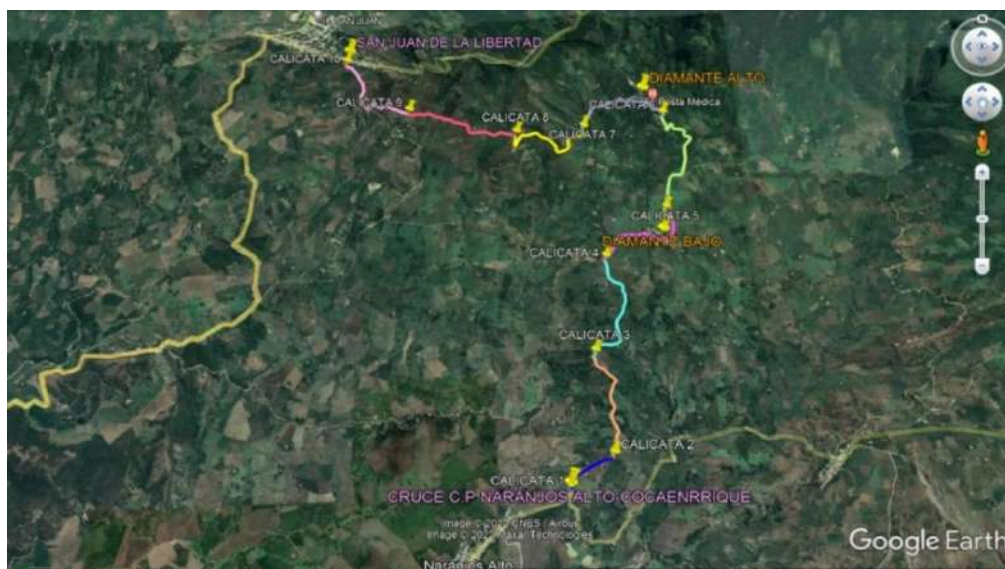 SAN JUAN
SAN JUAN DE LA LIBERTAD
CALICATA 10
DIAMANTE ALTO
CALICATA 9
CALICATA
Posta Médica
CALICATA 8
CALICATA 7
CALICATA 5
DIAMANTE BAJO
CALICATA 4
CALICATA 3
CALICATA 2
CALICATA 1
CRUCE C.P NARANJOS ALTO-COCAENRRIQUE
Image © 2022 CNES / Airbus
Image © 2022 Maxar Technologies
Naranjos Alto
Google Earth